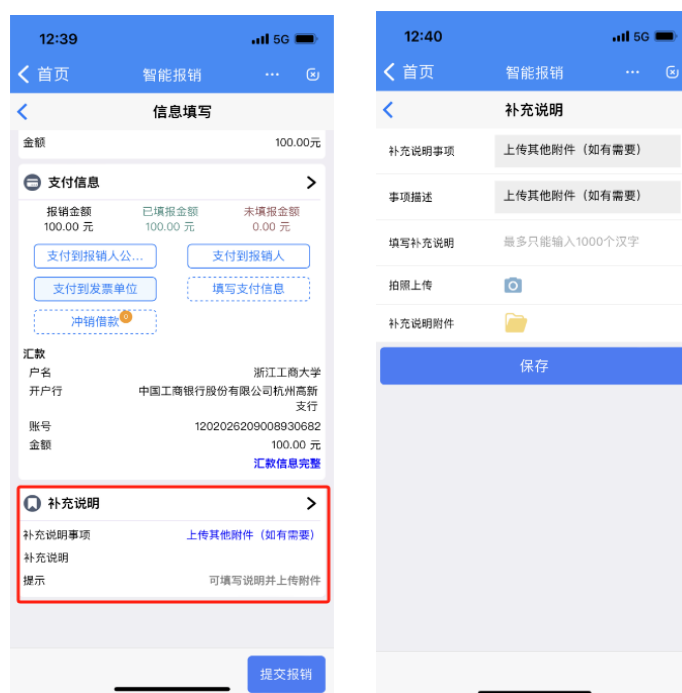 12:39
5G
首页
智能报销
信息填写
金额 100.00元
支付信息
报销金额 已填报金额 未填报金额
100.00 元 100.00 元 0.00 元
支付到报销人公... 支付到报销人
支付到发票单位 填写支付信息
冲销借款 0
汇款
户名 浙江工商大学
开户行 中国工商银行股份有限公司杭州高新
支行
账号 1202026209008930682
金额 100.00 元
汇款信息完整
补充说明
补充说明事项 上传其他附件（如有需要）
补充说明
提示 可填写说明并上传附件
提交报销
12:40
5G
首页
智能报销
补充说明
补充说明事项 上传其他附件（如有需要）
事项描述 上传其他附件（如有需要）
填写补充说明 最多只能输入1000个汉字
拍照上传
补充说明附件
保存